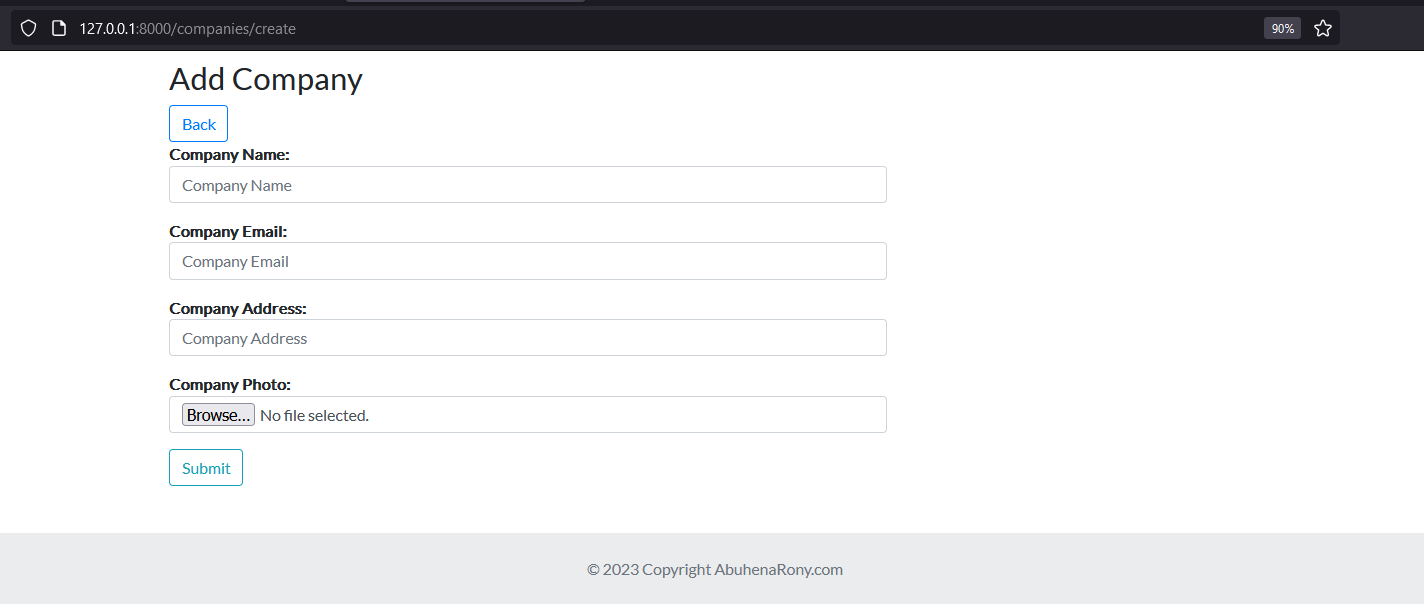 127.0.0.1:8000/companies/create 90%
Add Company
Back
Company Name:
Company Name
Company Email:
Company Email
Company Address:
Company Address
Company Photo:
Browse... No file selected.
Submit
© 2023 Copyright AbuhenaRony.com